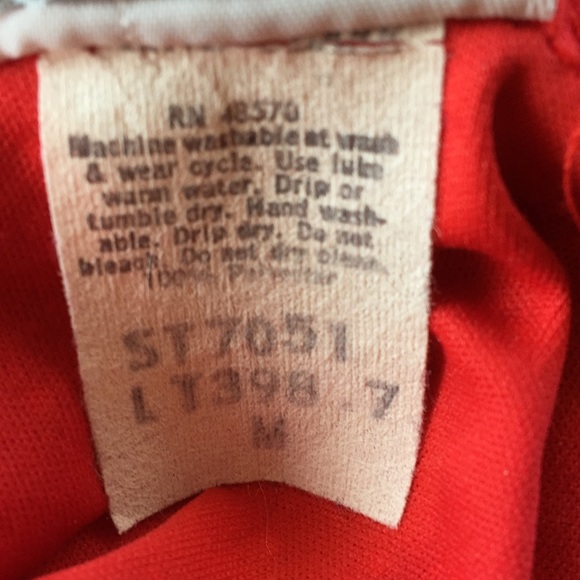 RN 48570
Machine washable at wash
& wear cycle. Use luke
warm water. Drip or
tumble dry. Hand wash-
able. Drip dry. Do not
bleach. Do not dry clean.
100% Polyester
ST7051
LT398 7
M